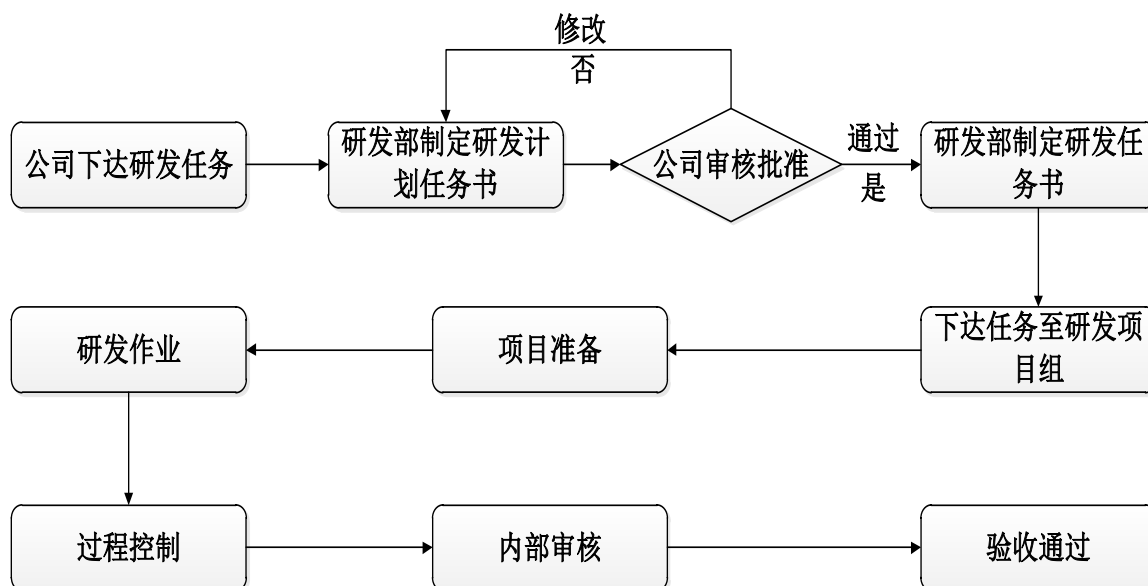 修改
否
公司下达研发任务
研发部制定研发计
划任务书
公司审核批准
通过
是
研发部制定研发任
务书
下达任务至研发项
目组
项目准备
研发作业
过程控制
内部审核
验收通过